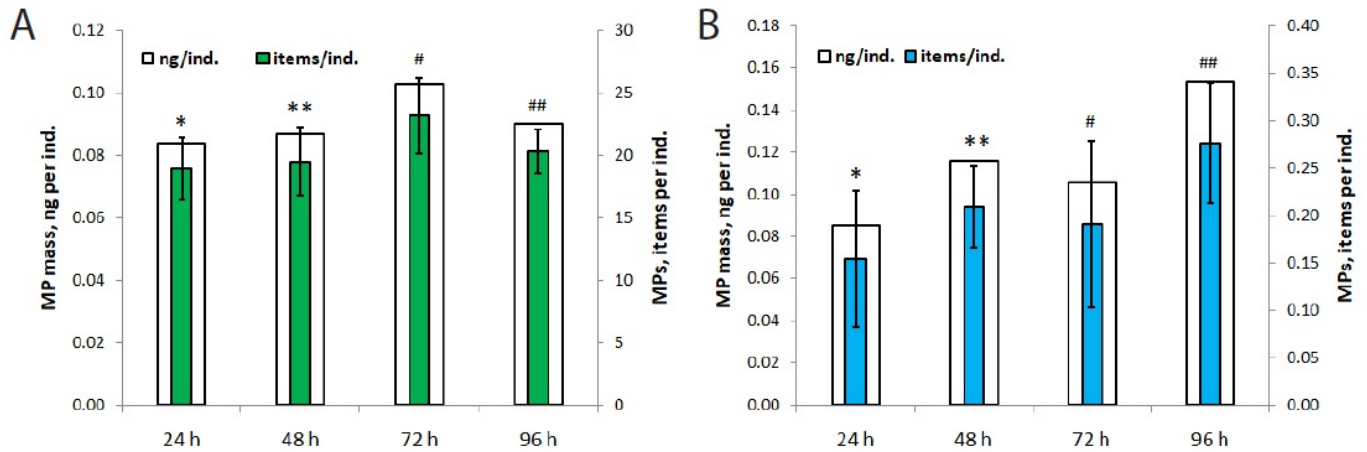 A
MP mass, ng per ind.
0.12
0.10
0.08
0.06
0.04
0.02
0.00
ng/ind.
items/ind.
*
**
#
##
24 h
48 h
72 h
96 h
30
25
20
15
10
5
0
MPs, items per ind.
B
MP mass, ng per ind.
0.18
0.16
0.14
0.12
0.10
0.08
0.06
0.04
0.02
0.00
ng/ind.
items/ind.
*
**
#
##
24 h
48 h
72 h
96 h
0.40
0.35
0.30
0.25
0.20
0.15
0.10
0.05
0.00
MPs, items per ind.